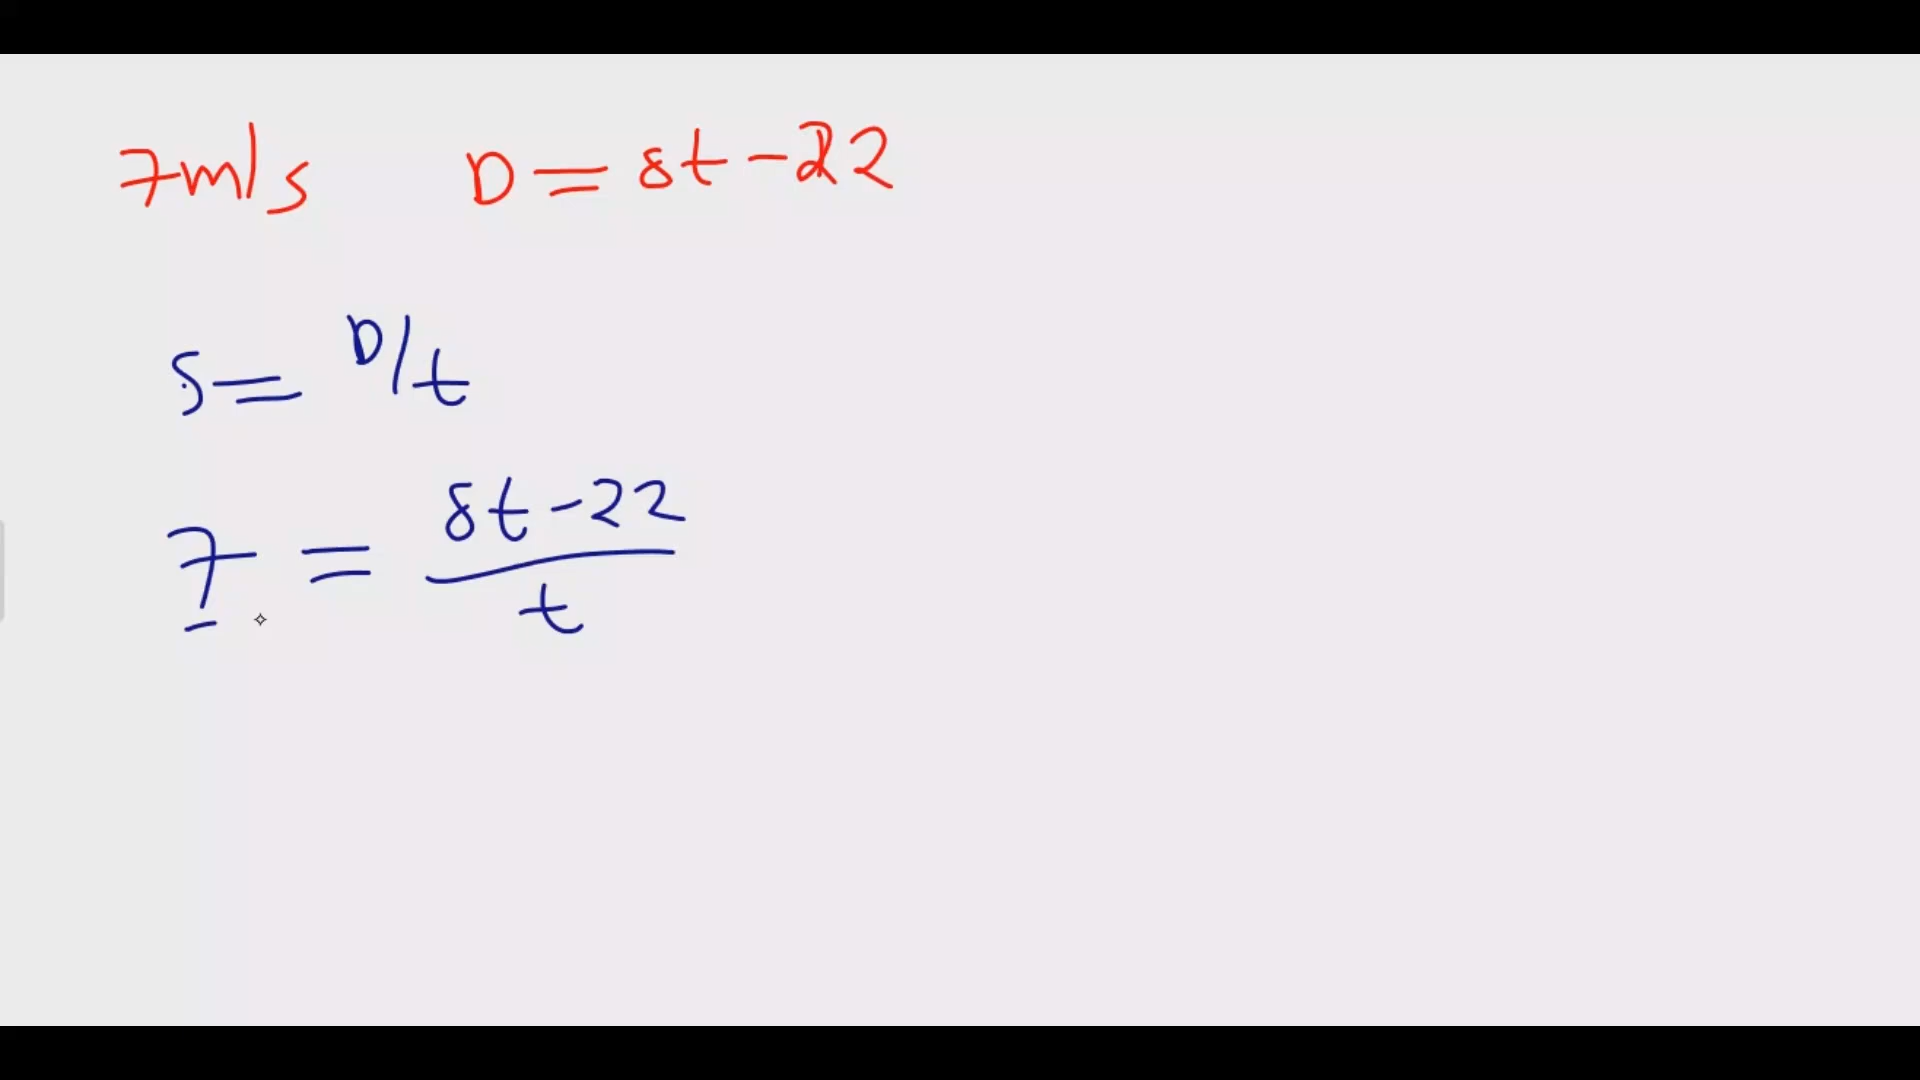 7m/s D = 8t - 22
S = D/t
7 = 8t - 22
t